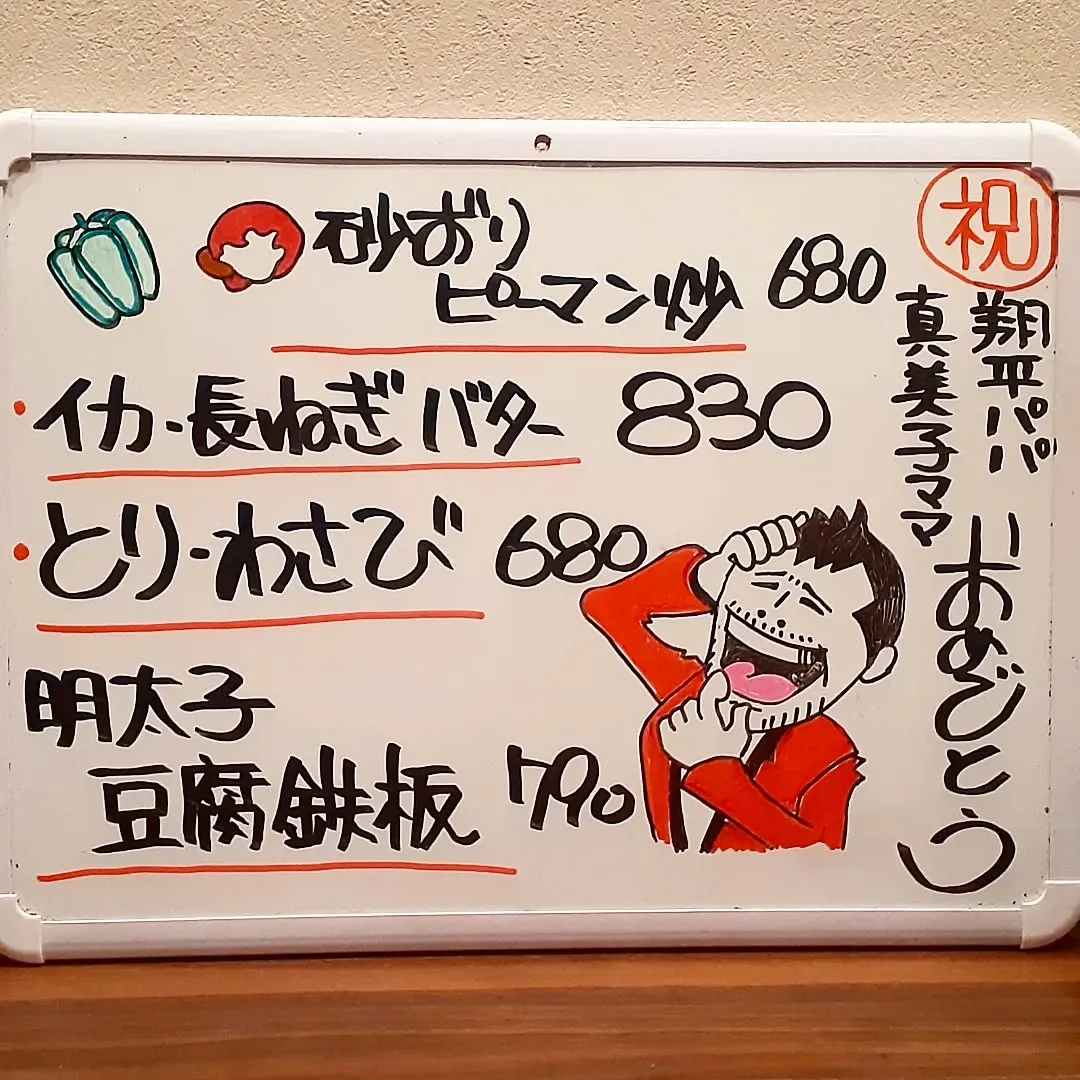 砂ずり
ピーマン炒 680
イカ・長ねぎバター 830
とり・わさび 680
明太子
豆腐鉄板 790
祝
翔平パパ
真美子ママ
おめでとう